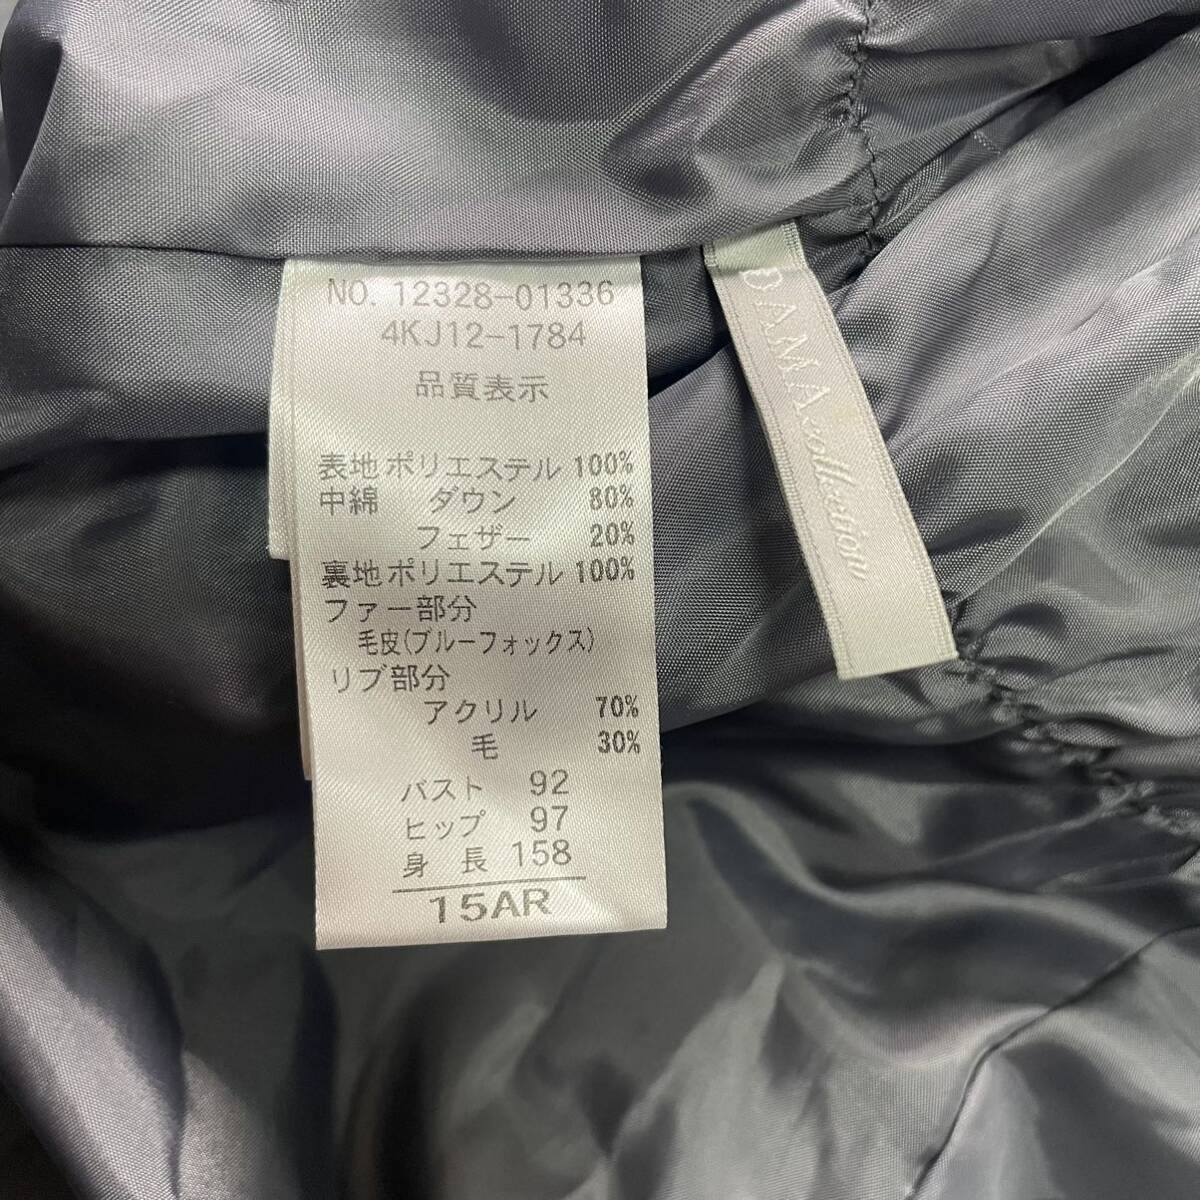 NO. 12328-01336
4KJ12-1784
品質表示
表地 ポリエステル 100%
中綿 ダウン 80%
フェザー 20%
裏地 ポリエステル 100%
ファー部分
毛皮(ブルーフォックス)
リブ部分
アクリル 70%
毛 30%
バスト 92
ヒップ 97
身長 158
15AR
DAMAcollection